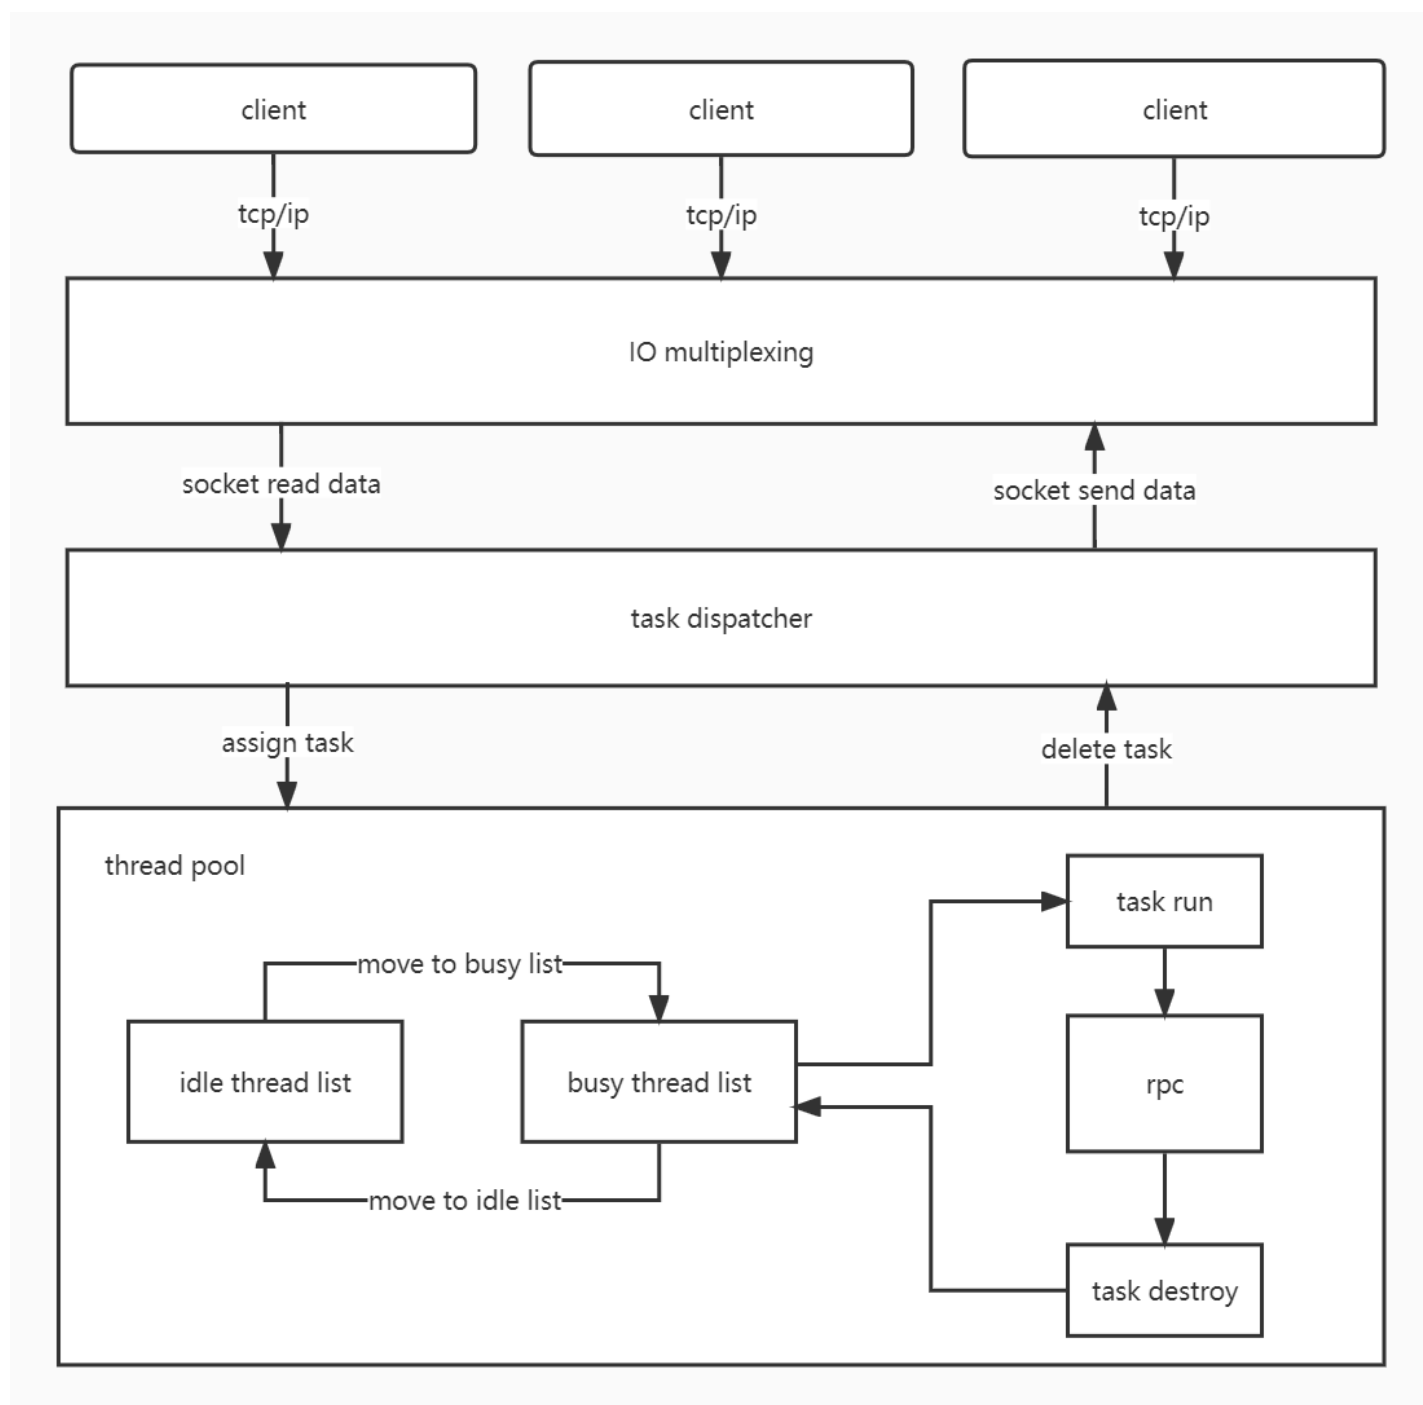 client
client
client
tcp/ip
tcp/ip
tcp/ip
IO multiplexing
socket read data
socket send data
task dispatcher
assign task
delete task
thread pool
task run
move to busy list
idle thread list
busy thread list
rpc
move to idle list
task destroy